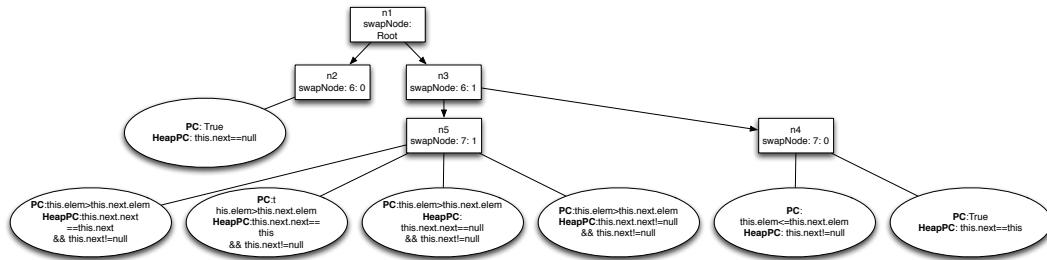 n1
swapNode:
Root
n2
swapNode: 6: 0
n3
swapNode: 6: 1
PC: True
HeapPC: this.next==null
n5
swapNode: 7: 1
n4
swapNode: 7: 0
PC:this.elem>this.next.elem
HeapPC:this.next.next
==this.next
&& this.next!=null
PC:t
his.elem>this.next.elem
HeapPC:this.next.next==
this
&& this.next!=null
PC:this.elem>this.next.elem
HeapPC:
this.next.next==null
&& this.next!=null
PC:this.elem>this.next.elem
HeapPC:this.next.next!=null
&& this.next!=null
PC:
this.elem<=this.next.elem
HeapPC: this.next!=null
PC:True
HeapPC: this.next==this